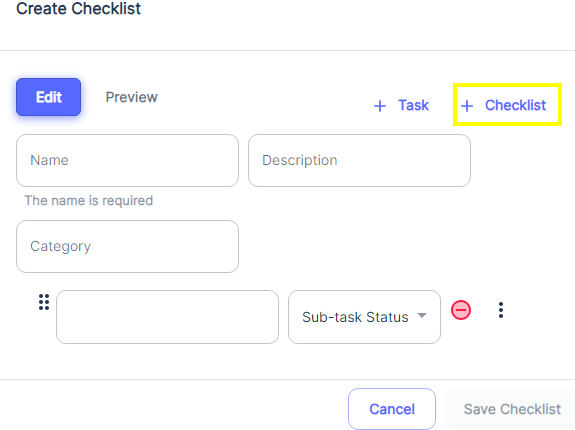 Create Checklist
Edit Preview + Task + Checklist
Name Description
The name is required
Category
Sub-task Status
Cancel Save Checklist